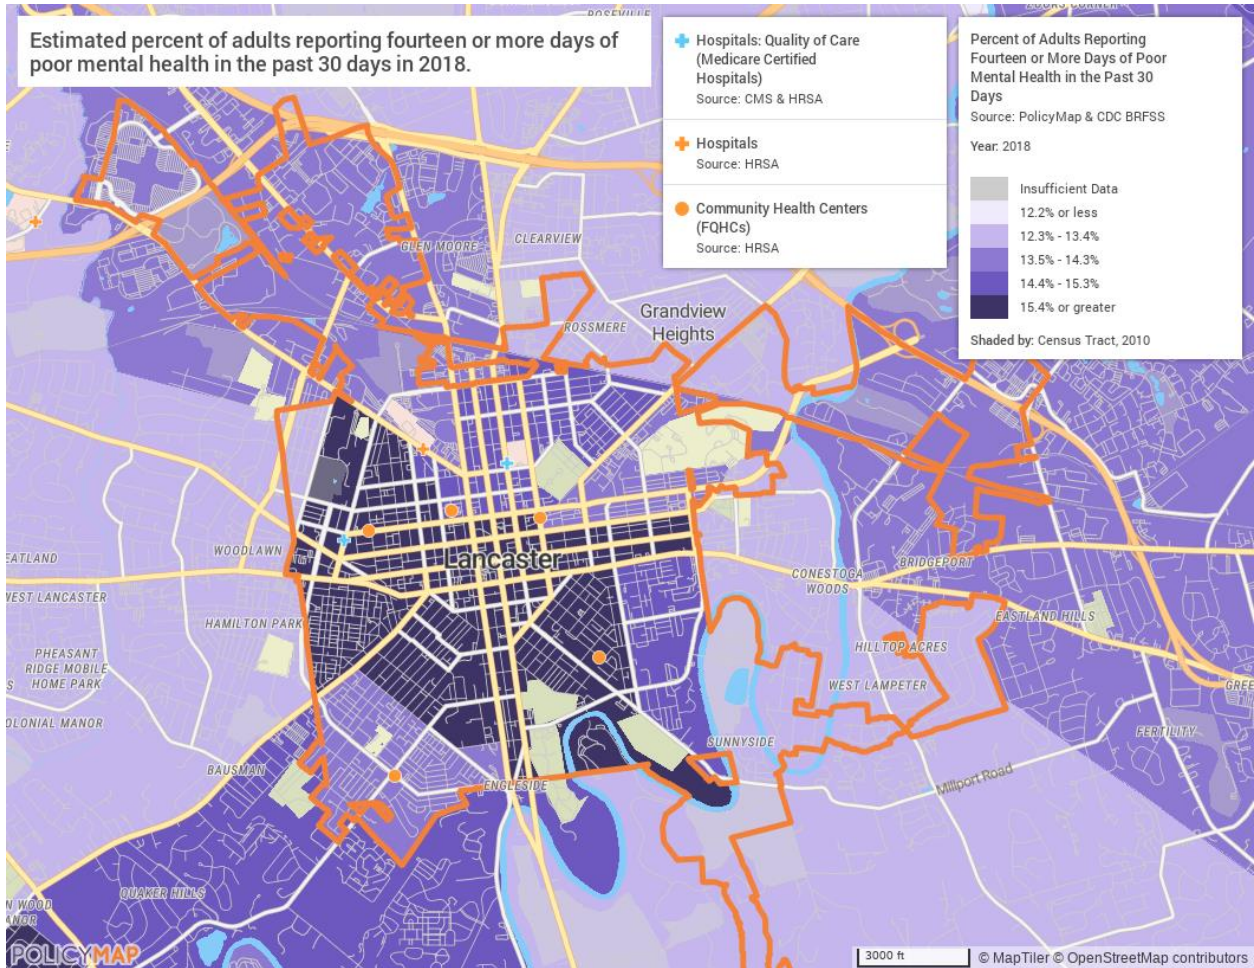 Estimated percent of adults reporting fourteen or more days of
poor mental health in the past 30 days in 2018.
Hospitals: Quality of Care
(Medicare Certified
Hospitals)
Source: CMS & HRSA
Hospitals
Source: HRSA
Community Health Centers
(FQHCs)
Source: HRSA
Percent of Adults Reporting
Fourteen or More Days of Poor
Mental Health in the Past 30
Days
Source: PolicyMap & CDC BRFSS
Year: 2018
Insufficient Data
12.2% or less
12.3% - 13.4%
13.5% - 14.3%
14.4% - 15.3%
15.4% or greater
Shaded by: Census Tract, 2010
ROSEVILLE
GLEN MOORE
CLEARVIEW
ROSSMERE
Grandview
Heights
WOODLAWN
Lancaster
WEST LANCASTER
HAMILTON PARK
PHEASANT
RIDGE MOBILE
HOME PARK
BAUSMAN
ENGLESIDE
SUNNYSIDE
CONESTOGA
WOODS
BRIDGEPORT
EASTLAND HILLS
HILLTOP ACRES
WEST LAMPETER
FERTILITY
Millport Road
QUAKER HILLS
POLICYMAP
3000 ft
© MapTiler © OpenStreetMap contributors